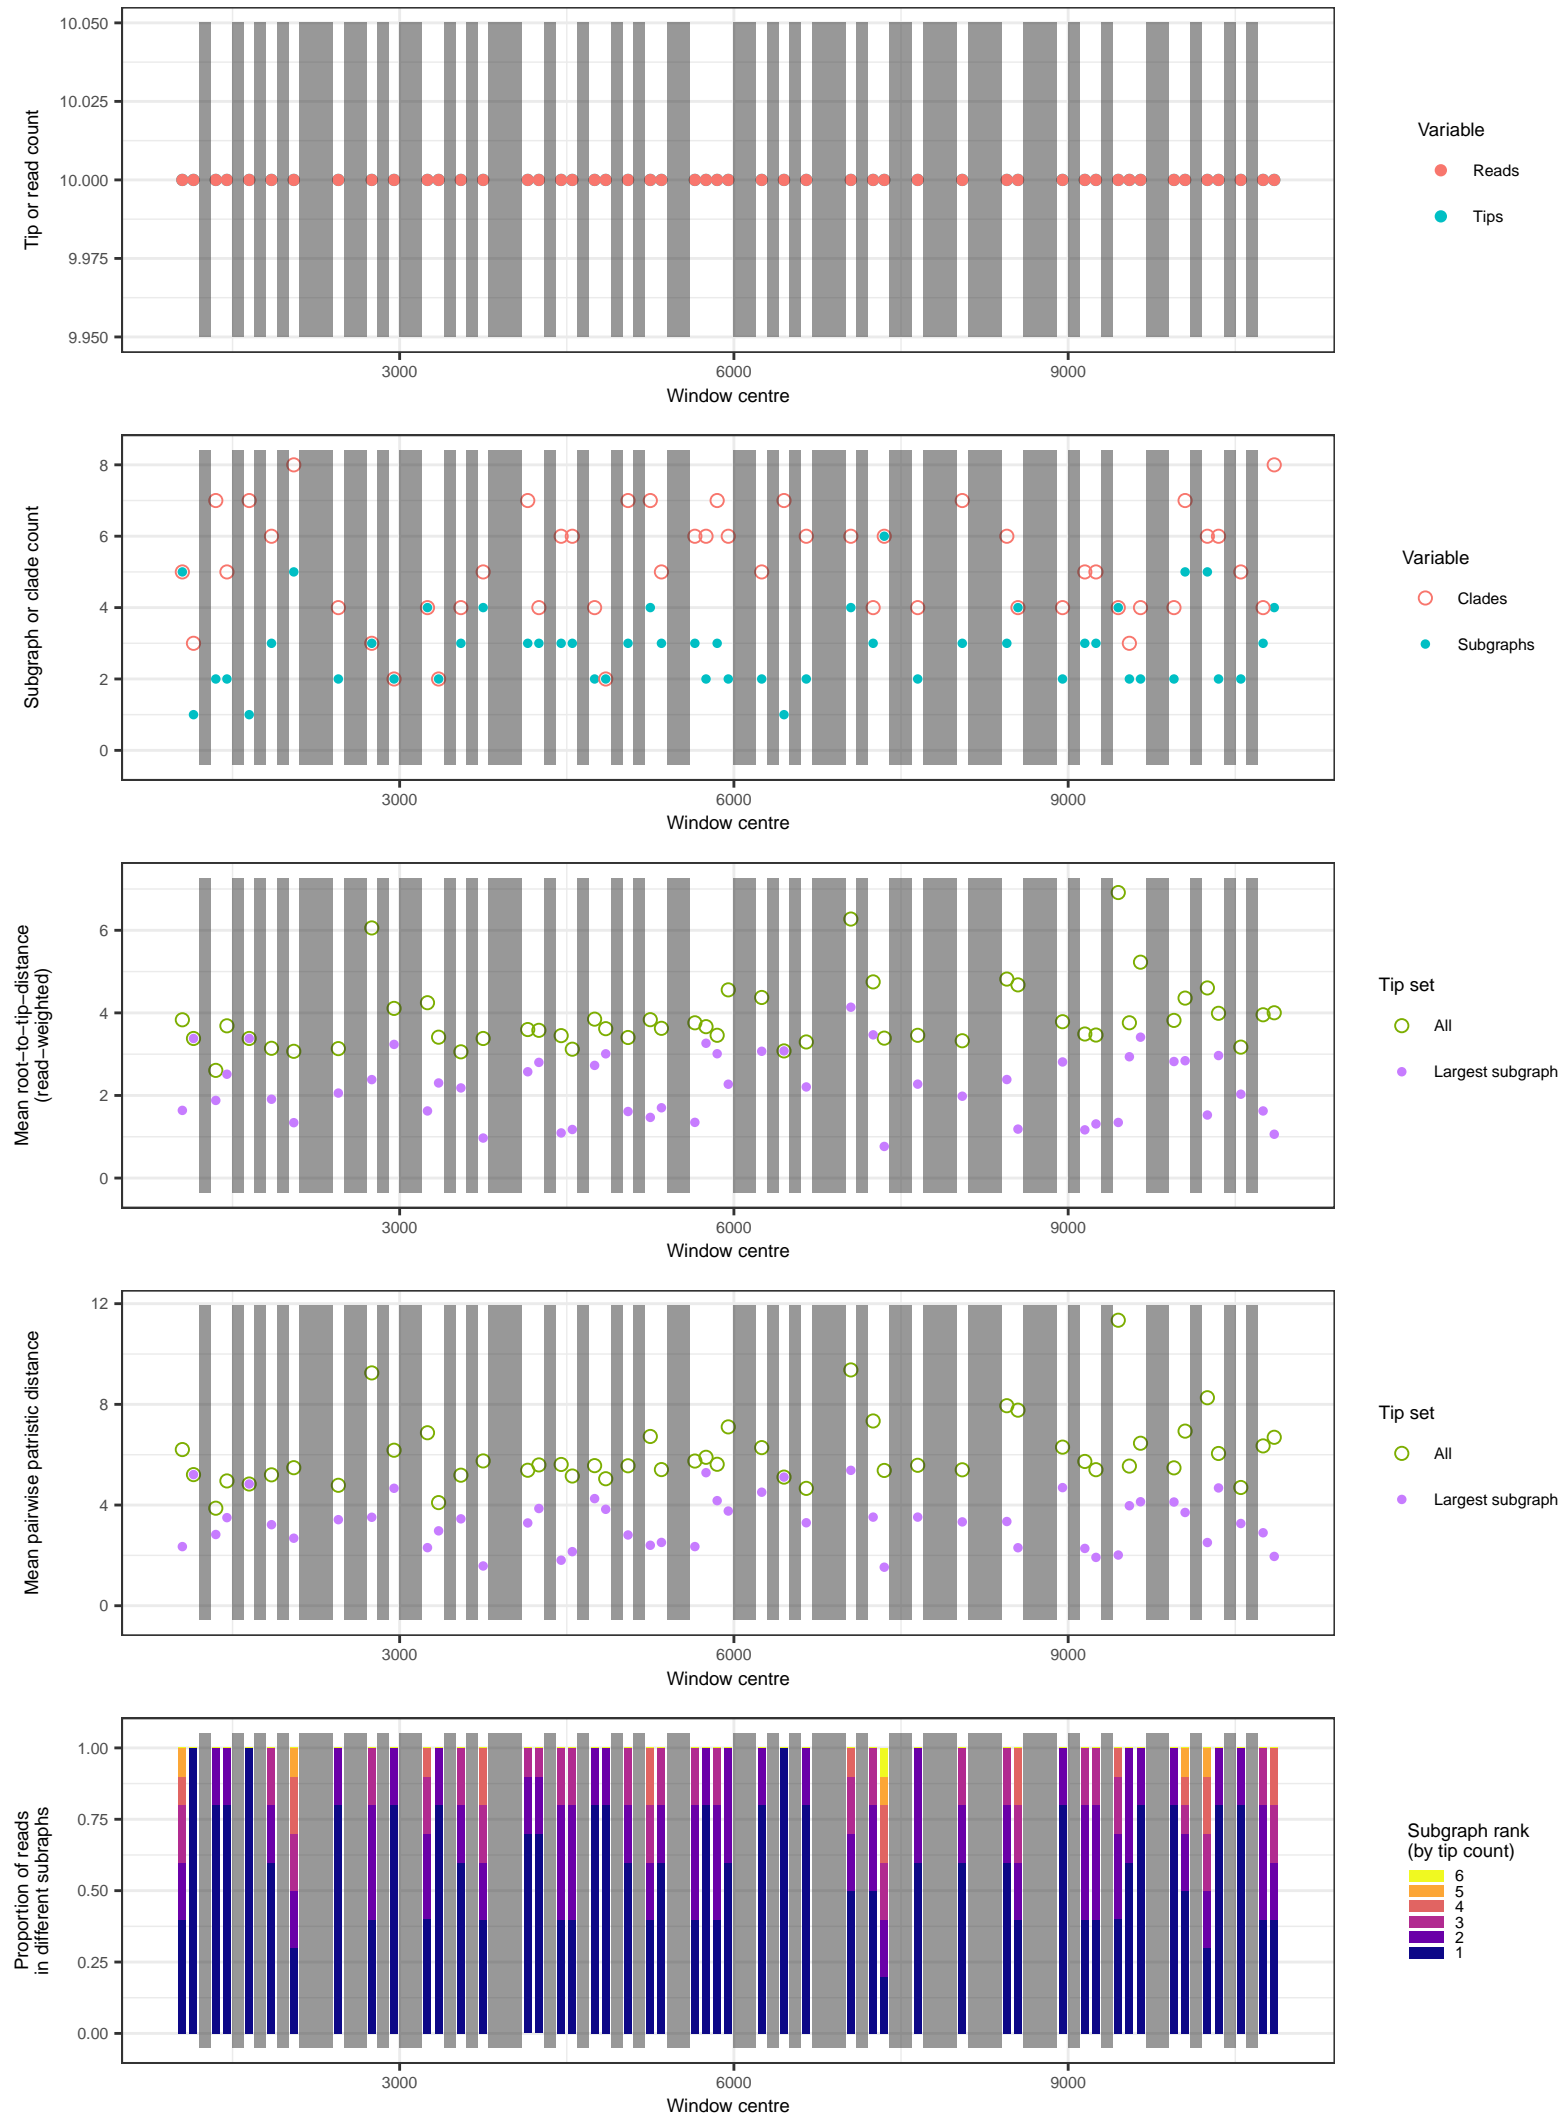 10.050
10.025
10.000
9.975
9.950
Tip or read count
3000
6000
9000
Window centre
Variable
Reads
Tips
8
6
4
2
0
Subgraph or clade count
3000
6000
9000
Window centre
Variable
Clades
Subgraphs
6
4
2
0
Mean root−to−tip−distance
(read−weighted)
3000
6000
9000
Window centre
Tip set
All
Largest subgraph
12
8
4
0
Mean pairwise patristic distance
3000
6000
9000
Window centre
Tip set
All
Largest subgraph
1.00
0.75
0.50
0.25
0.00
Proportion of reads
in different subraphs
3000
6000
9000
Window centre
Subgraph rank
(by tip count)
6
5
4
3
2
1